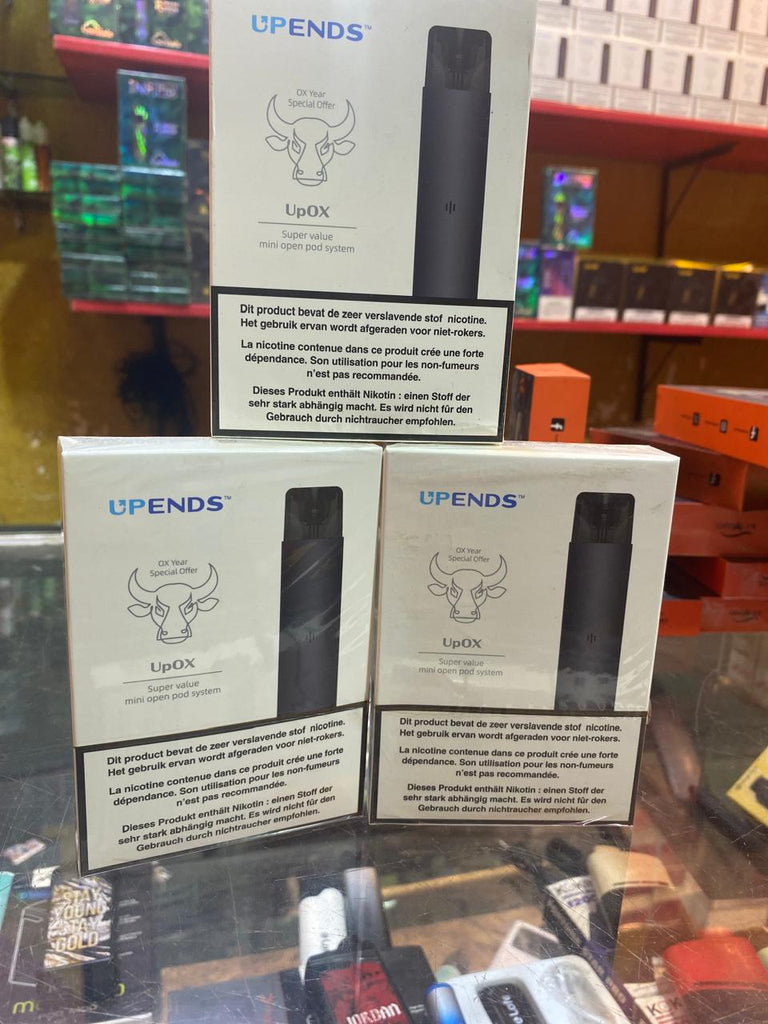 UPENDS™
OX Year
Special Offer
UpOX
Super value
mini open pod system
Dit product bevat de zeer verslavende stof nicotine.
Het gebruik ervan wordt afgeraden voor niet-rokers.
La nicotine contenue dans ce produit crée une forte
dépendance. Son utilisation pour les non-fumeurs
n'est pas recommandée.
Dieses Produkt enthält Nikotin : einen Stoff der
sehr stark abhängig macht. Es wird nicht für den
Gebrauch durch nichtraucher empfohlen.
UPENDS™
OX Year
Special Offer
UpOX
Super value
mini open pod system
Dit product bevat de zeer verslavende stof nicotine.
Het gebruik ervan wordt afgeraden voor niet-rokers.
La nicotine contenue dans ce produit crée une forte
dépendance. Son utilisation pour les non-fumeurs
n'est pas recommandée.
Dieses Produkt enthält Nikotin : einen Stoff der
sehr stark abhängig macht. Es wird nicht für den
Gebrauch durch nichtraucher empfohlen.
UPENDS™
OX Year
Special Offer
UpOX
Super value
mini open pod system
Dit product bevat de zeer verslavende stof nicotine.
Het gebruik ervan wordt afgeraden voor niet-rokers.
La nicotine contenue dans ce produit crée une forte
dépendance. Son utilisation pour les non-fumeurs
n'est pas recommandée.
Dieses Produkt enthält Nikotin : einen Stoff der
sehr stark abhängig macht. Es wird nicht für den
Gebrauch durch nichtraucher empfohlen.
STAY
YOUNG
STAY
GOLD
JORDAN